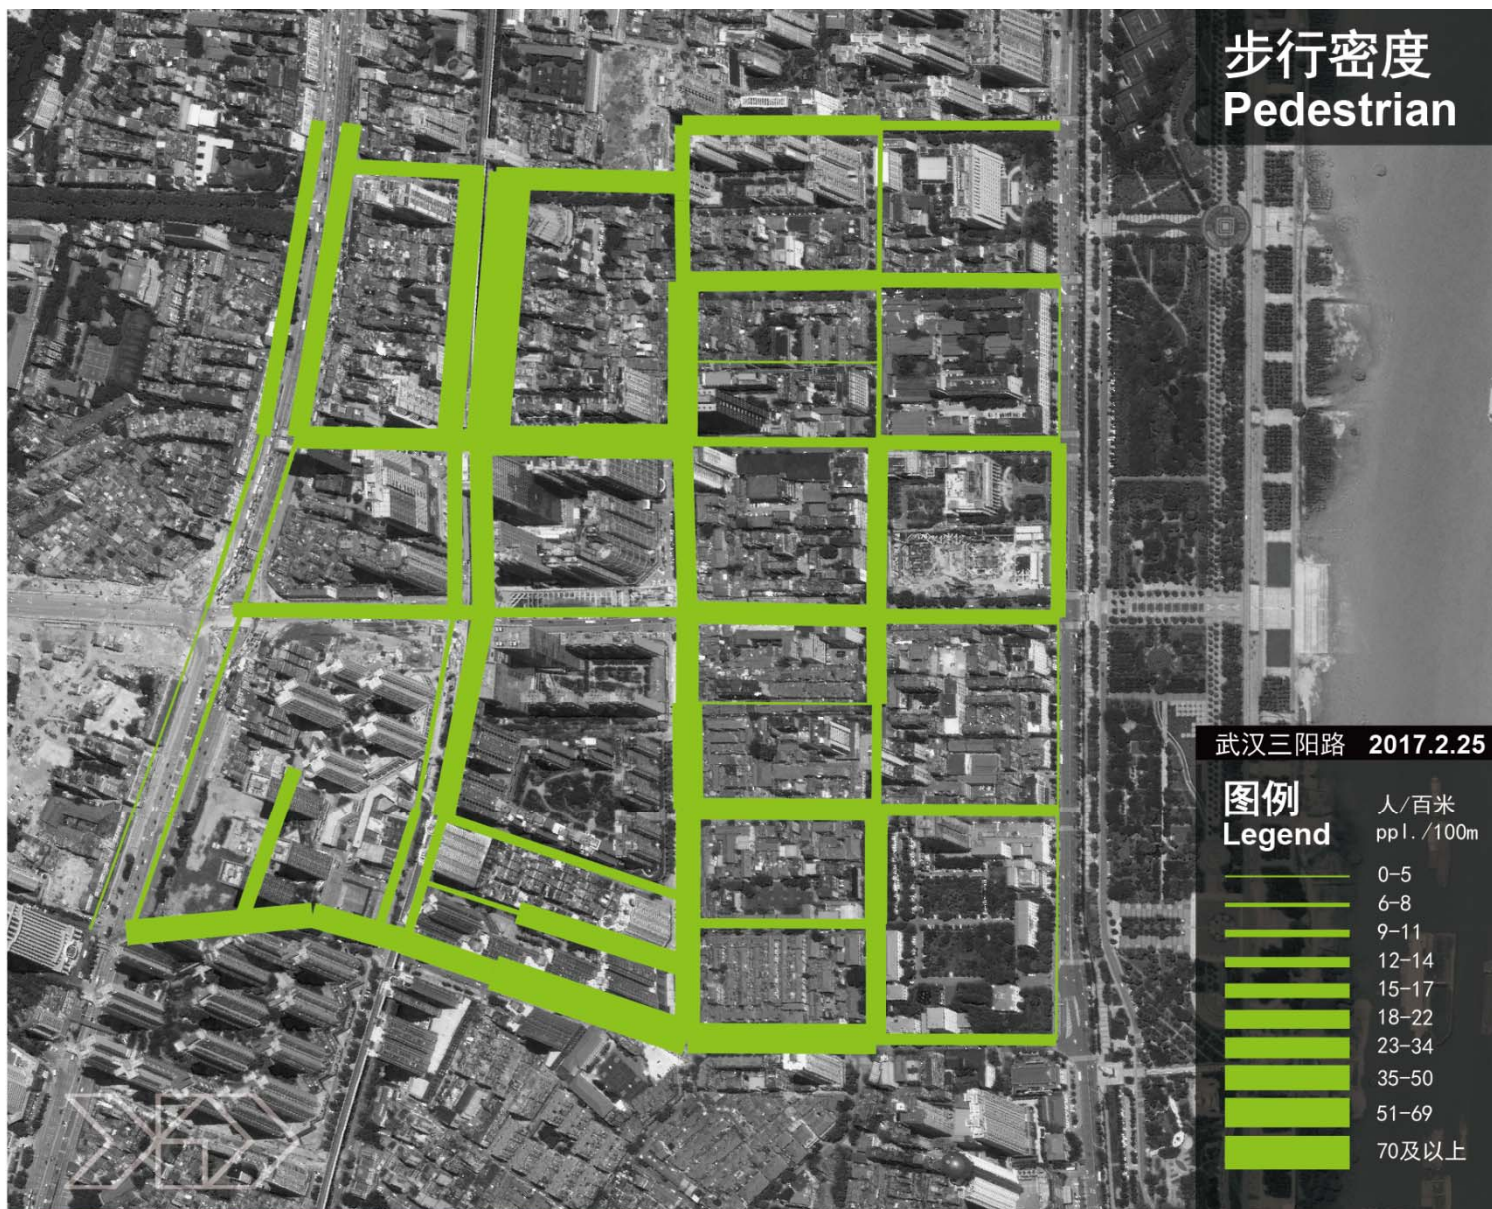 步行密度
Pedestrian
武汉三阳路 2017.2.25
图例 人/百米
Legend ppl./100m
0-5
6-8
9-11
12-14
15-17
18-22
23-34
35-50
51-69
70及以上